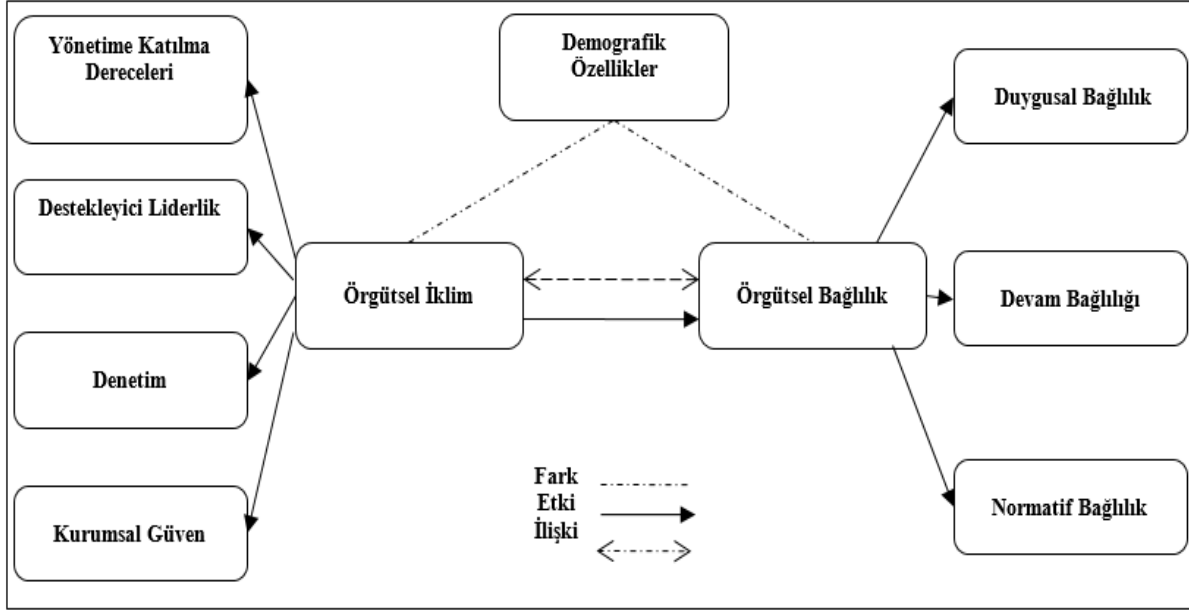 Yönetime Katılma
Dereceleri
Demografik
Özellikler
Duygusal Bağlılık
Destekleyici Liderlik
Örgütsel İklim
Örgütsel Bağlılık
Devam Bağlılığı
Denetim
Kurumsal Güven
Fark
Etki
İlişki
Normatif Bağlılık